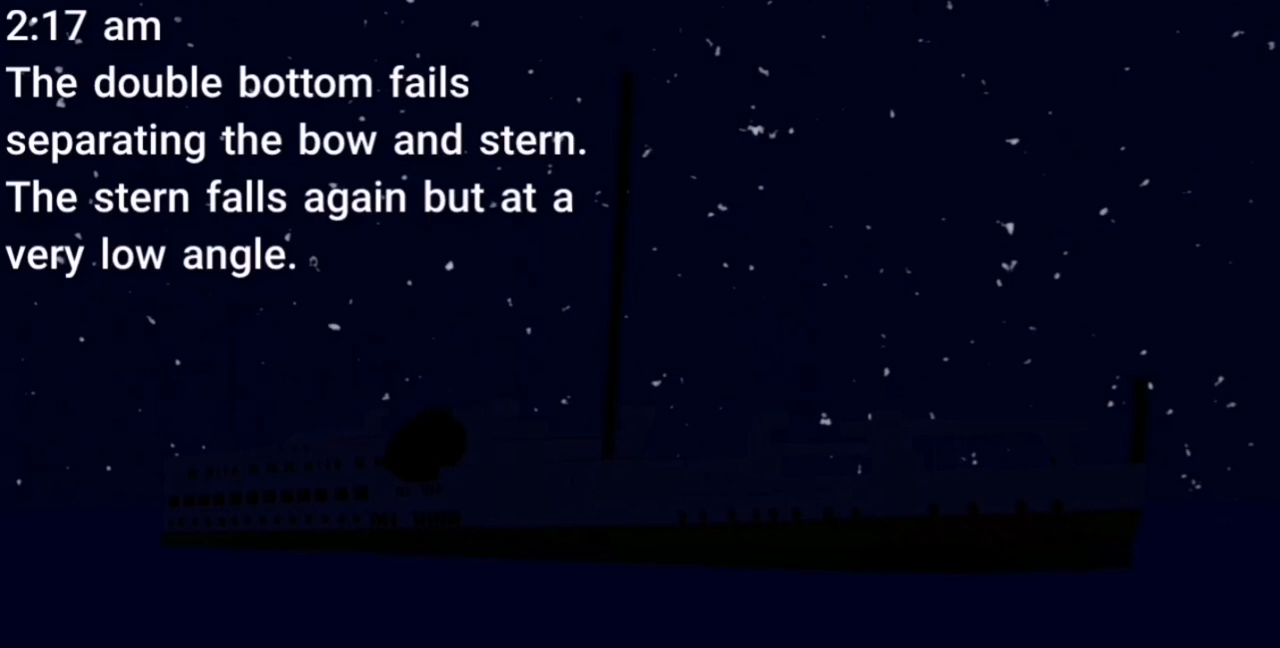 2:17 am
The double bottom fails
separating the bow and stern.
The stern falls again but at a
very low angle.